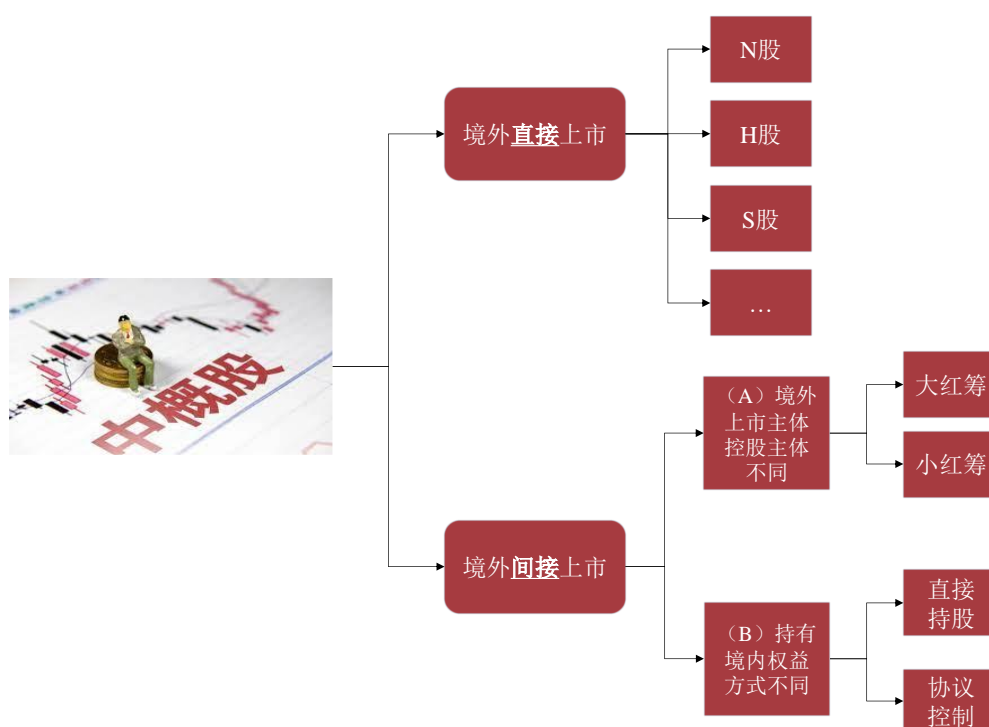 N股
境外直接上市
H股
S股
…
中概股
（A）境外
上市主体
控股主体
不同
大红筹
小红筹
境外间接上市
（B）持有
境内权益
方式不同
直接
持股
协议
控制